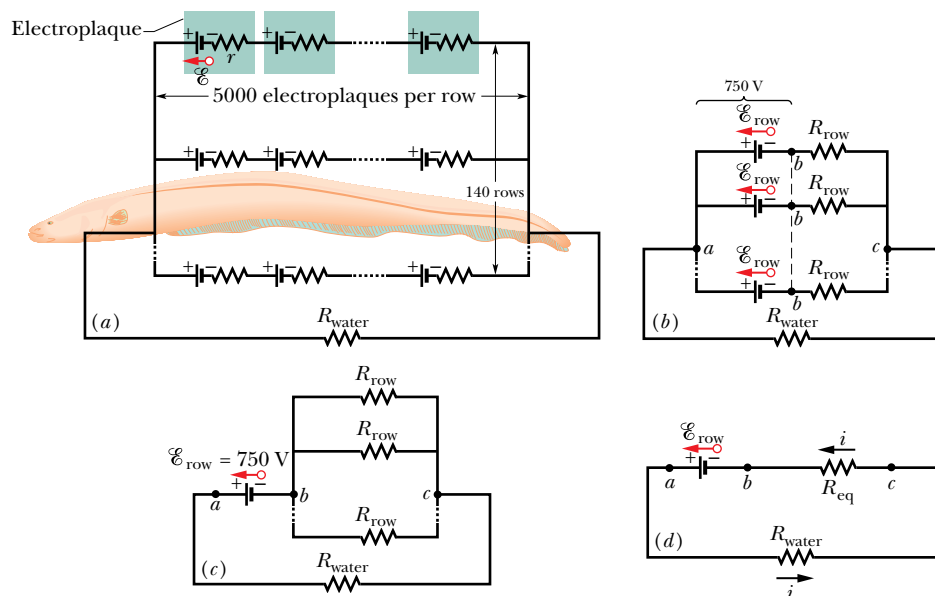 Electroplaque
+ − + − + −
r
ℰ
5000 electroplaques per row
+ − + − + −
140 rows
+ − + − + −
(a)
R_water
750 V
ℰ_row
R_row
+ −
b
ℰ_row
R_row
+ −
b
a
c
ℰ_row
R_row
+ −
b
R_water
(b)
R_row
R_row
ℰ_row = 750 V
+ −
a
b
c
R_row
R_water
(c)
ℰ_row
i
+ −
a
b
R_eq
c
R_water
(d)
i